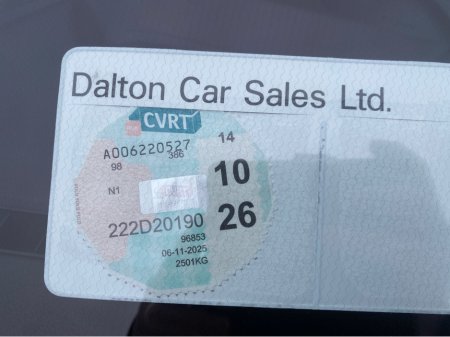 Dalton Car Sales Ltd.
CVRT
A006220527
14
98
386
10
N1
222D20190
26
96853
06-11-2025
2501KG